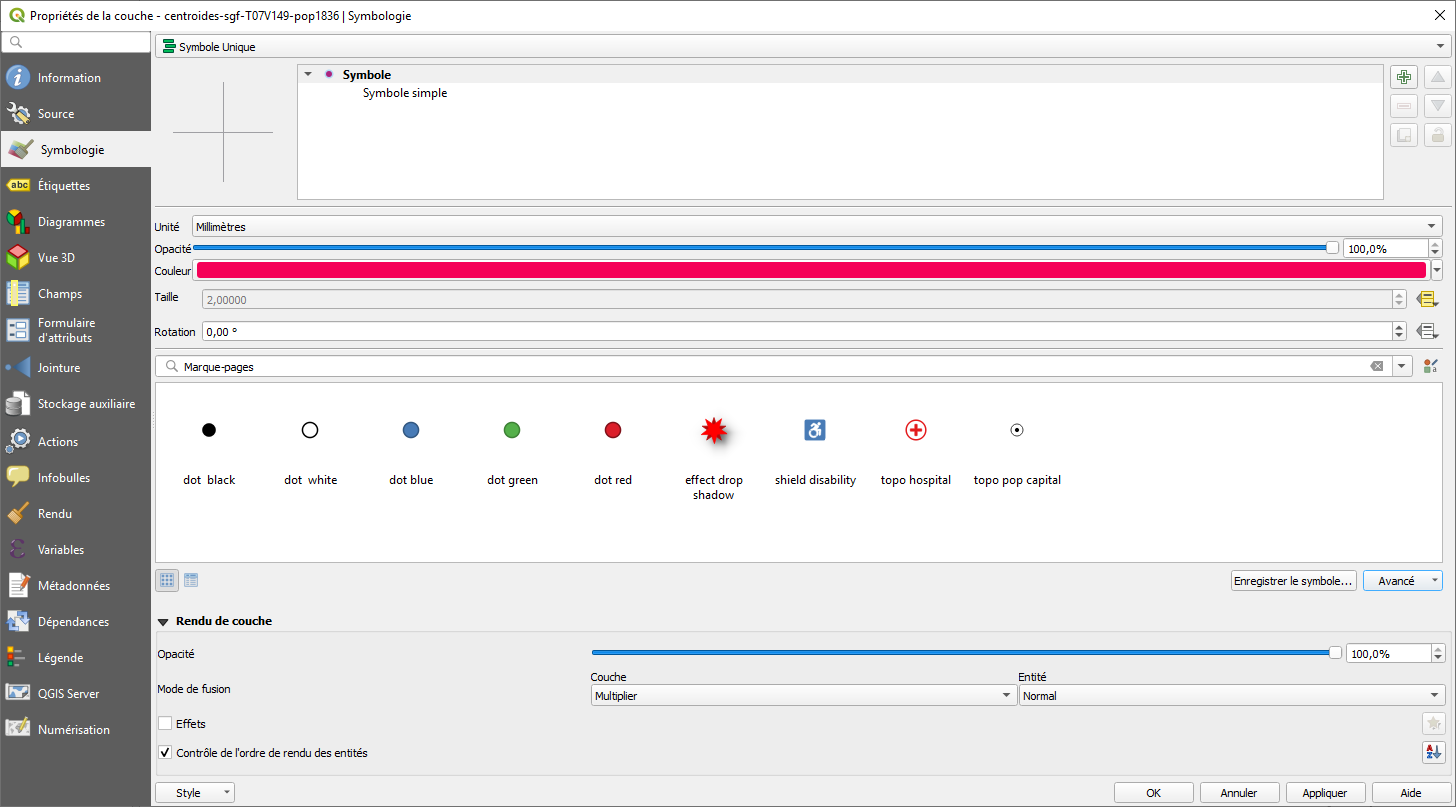 Propriétés de la couche - centroides-sgf-T07V149-pop1836 | Symbologie
Symbole Unique
Information
Source
Symbologie
abc Étiquettes
Diagrammes
Vue 3D
Champs
Formulaire
d'attributs
Jointure
Stockage auxiliaire
Actions
Infobulles
Rendu
Variables
Métadonnées
Dépendances
Légende
QGIS Server
Numérisation
Symbole
Symbole simple
Unité Millimètres
Opacité 100,0%
Couleur
Taille 2,00000
Rotation 0,00 °
Marque-pages
dot  black
dot  white
dot blue
dot green
dot red
effect drop
shadow
shield disability
topo hospital
topo pop capital
Enregistrer le symbole... Avancé
Rendu de couche
Opacité 100,0%
Couche Entité
Mode de fusion Multiplier Normal
Effets
Contrôle de l'ordre de rendu des entités
Style OK Annuler Appliquer Aide